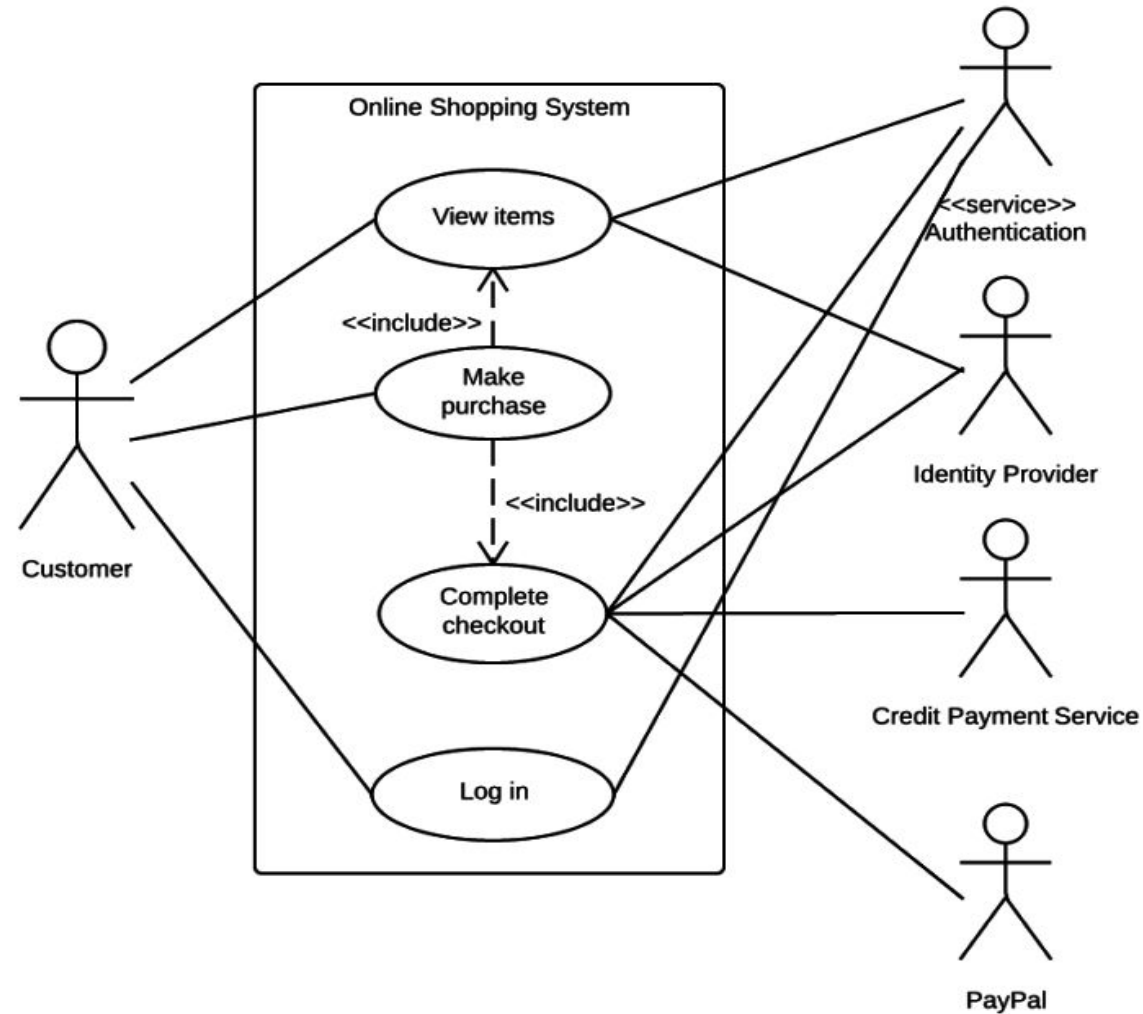 Online Shopping System
View items
<<service>>
Authentication
<<include>>
Make
purchase
Identity Provider
<<include>>
Customer
Complete
checkout
Credit Payment Service
Log in
PayPal